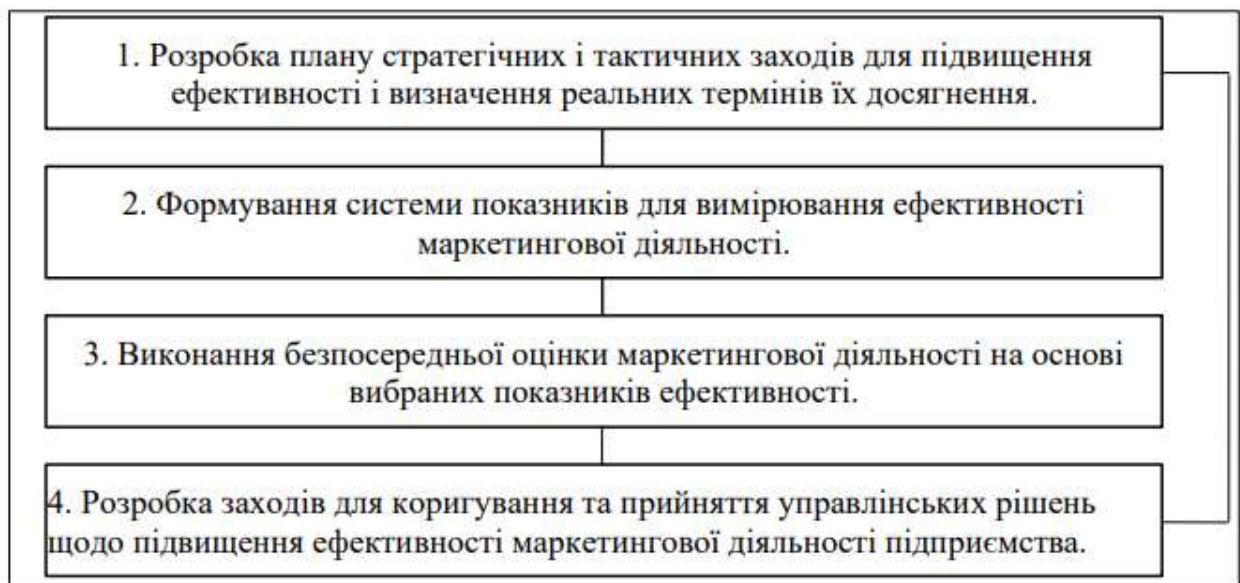 1. Розробка плану стратегічних і тактичних заходів для підвищення
ефективності і визначення реальних термінів їх досягнення.
2. Формування системи показників для вимірювання ефективності
маркетингової діяльності.
3. Виконання безпосередньої оцінки маркетингової діяльності на основі
вибраних показників ефективності.
4. Розробка заходів для коригування та прийняття управлінських рішень
щодо підвищення ефективності маркетингової діяльності підприємства.